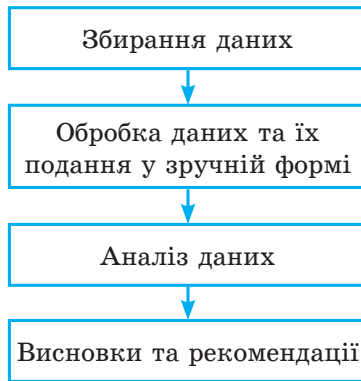 Збирання даних
Обробка даних та їх
подання у зручній формі
Аналіз даних
Висновки та рекомендації